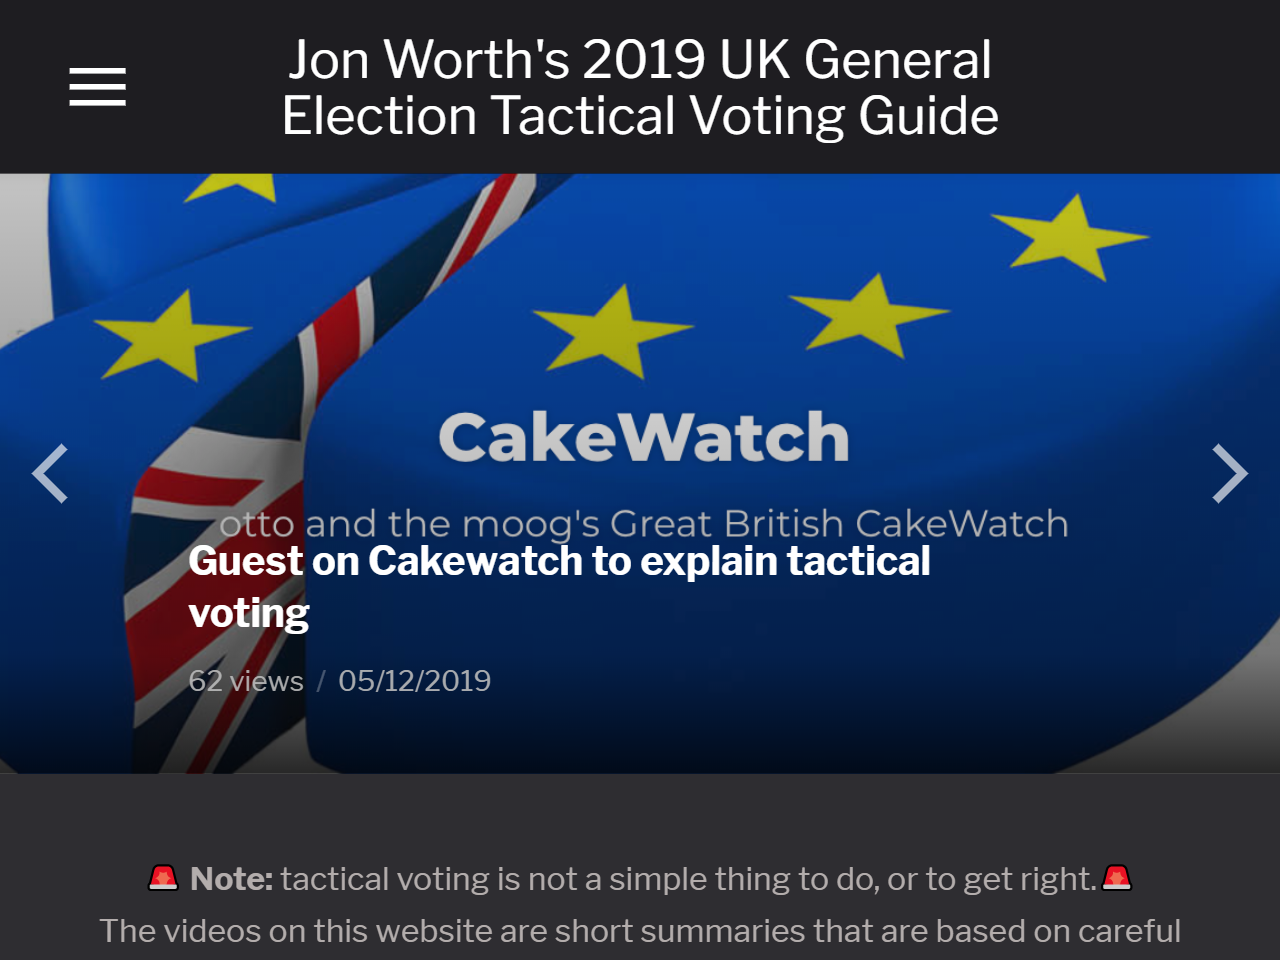 Jon Worth's 2019 UK General
Election Tactical Voting Guide
CakeWatch
otto and the moog's Great British CakeWatch
Guest on Cakewatch to explain tactical
voting
62 views / 05/12/2019
Note: tactical voting is not a simple thing to do, or to get right.
The videos on this website are short summaries that are based on careful